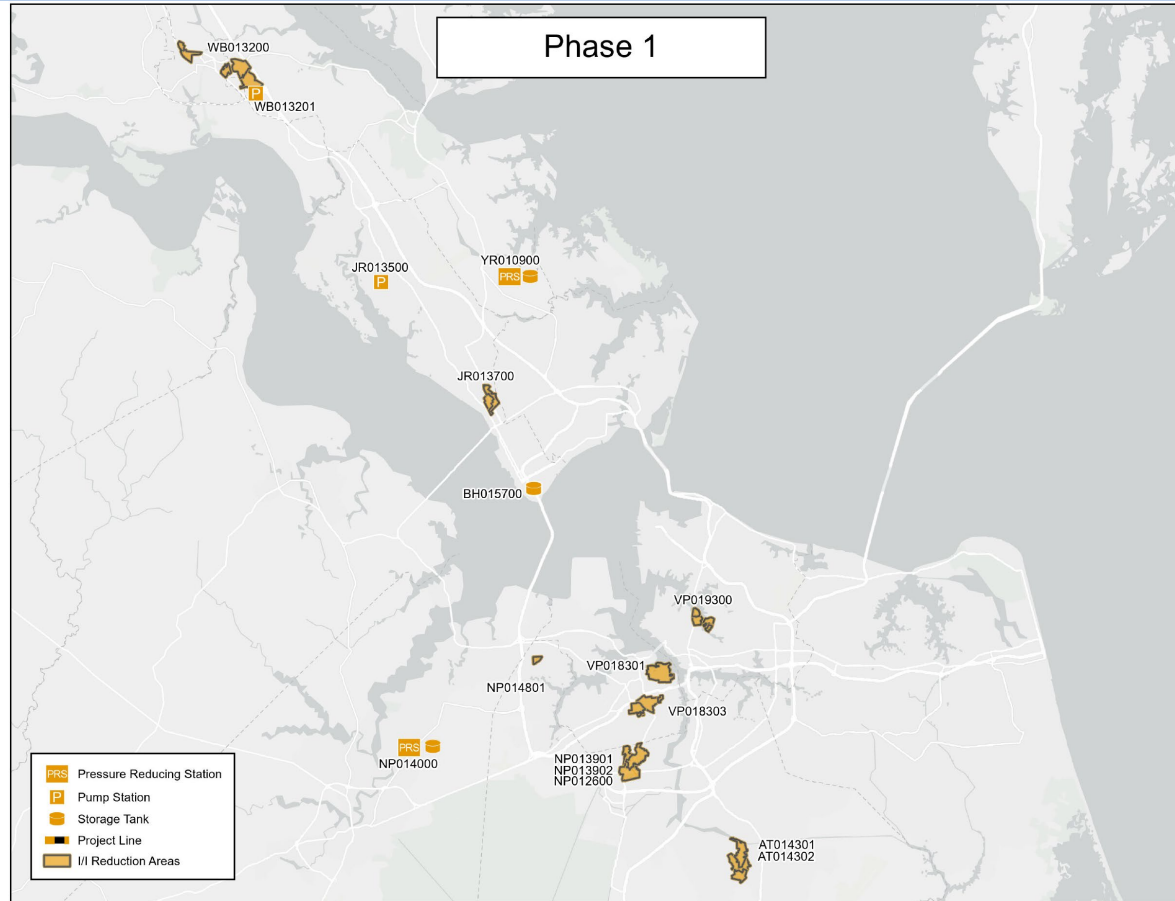 Phase 1
WB013200
P
WB013201
YR010900
PRS
JR013500
P
JR013700
BH015700
VP019300
VP018301
NP014801
VP018303
PRS
NP014000
NP013901
NP013902
NP012600
AT014301
AT014302
PRS Pressure Reducing Station
P Pump Station
Storage Tank
Project Line
I/I Reduction Areas